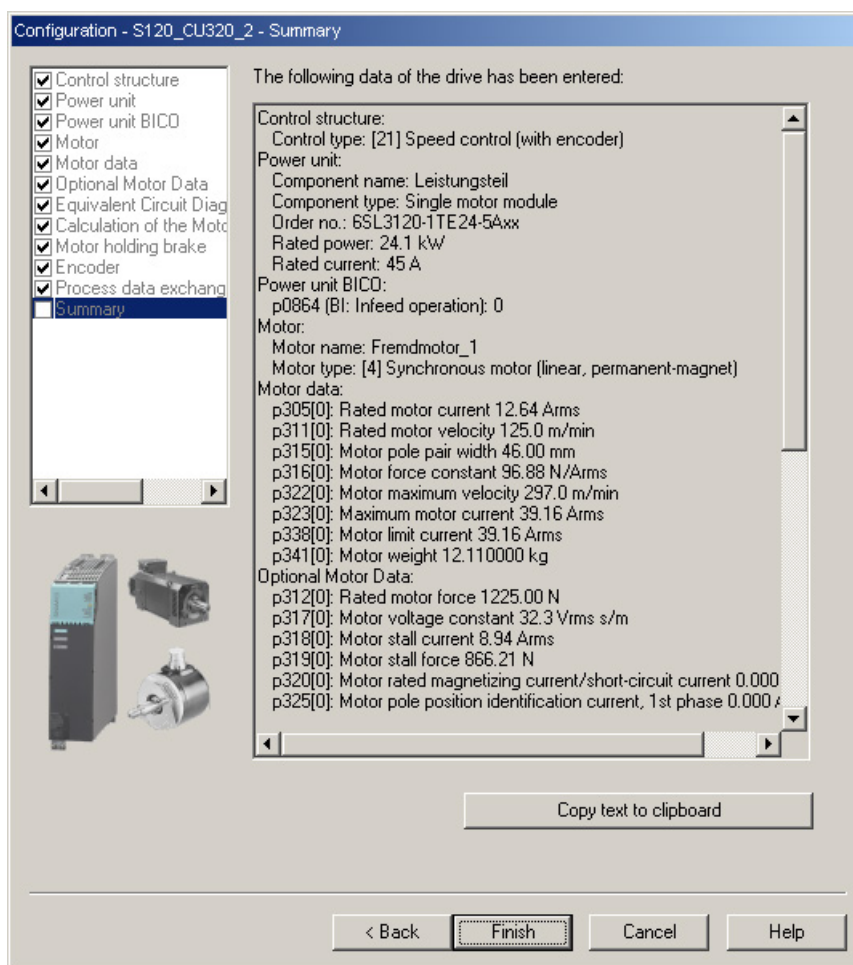 Configuration - S120_CU320_2 - Summary
Control structure
Power unit
Power unit BICO
Motor
Motor data
Optional Motor Data
Equivalent Circuit Diag
Calculation of the Moto
Motor holding brake
Encoder
Process data exchang
Summary
The following data of the drive has been entered:
Control structure:
Control type: [21] Speed control (with encoder)
Power unit:
Component name: Leistungsteil
Component type: Single motor module
Order no.: 6SL3120-1TE24-5Axx
Rated power: 24.1 kW
Rated current: 45 A
Power unit BICO:
p0864 (BI: Infeed operation): 0
Motor:
Motor name: Fremdmotor_1
Motor type: [4] Synchronous motor (linear, permanent-magnet)
Motor data:
p305[0]: Rated motor current 12.64 Arms
p311[0]: Rated motor velocity 125.0 m/min
p315[0]: Motor pole pair width 46.00 mm
p316[0]: Motor force constant 96.88 N/Arms
p322[0]: Motor maximum velocity 297.0 m/min
p323[0]: Maximum motor current 39.16 Arms
p338[0]: Motor limit current 39.16 Arms
p341[0]: Motor weight 12.110000 kg
Optional Motor Data:
p312[0]: Rated motor force 1225.00 N
p317[0]: Motor voltage constant 32.3 Vrms s/m
p318[0]: Motor stall current 8.94 Arms
p319[0]: Motor stall force 866.21 N
p320[0]: Motor rated magnetizing current/short-circuit current 0.000
p325[0]: Motor pole position identification current, 1st phase 0.000
Copy text to clipboard
< Back
Finish
Cancel
Help